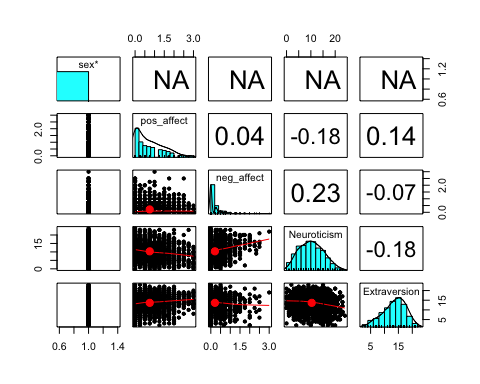 0.0 1.5 3.0 0 10 20
sex*
NA NA NA NA
0.6 1.2
pos_affect
0.0 2.0
0.04 -0.18 0.14
neg_affect
0.23 -0.07
0.0 2.0
Neuroticism
0 15
-0.18
Extraversion
5 15
0.6 1.0 1.4 0.0 1.5 3.0 5 15